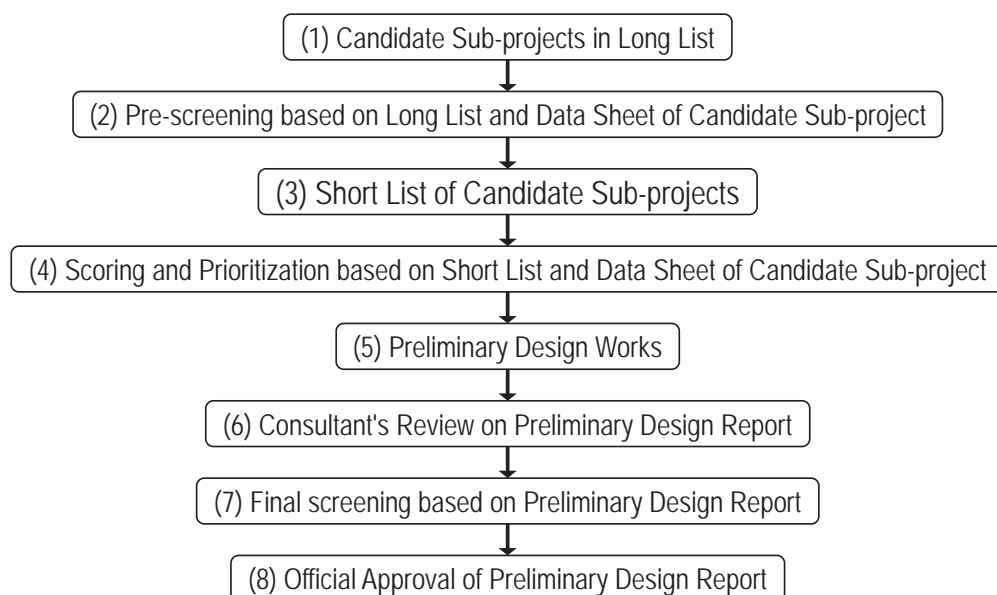 (1) Candidate Sub-projects in Long List
(2) Pre-screening based on Long List and Data Sheet of Candidate Sub-project
(3) Short List of Candidate Sub-projects
(4) Scoring and Prioritization based on Short List and Data Sheet of Candidate Sub-project
(5) Preliminary Design Works
(6) Consultant's Review on Preliminary Design Report
(7) Final screening based on Preliminary Design Report
(8) Official Approval of Preliminary Design Report